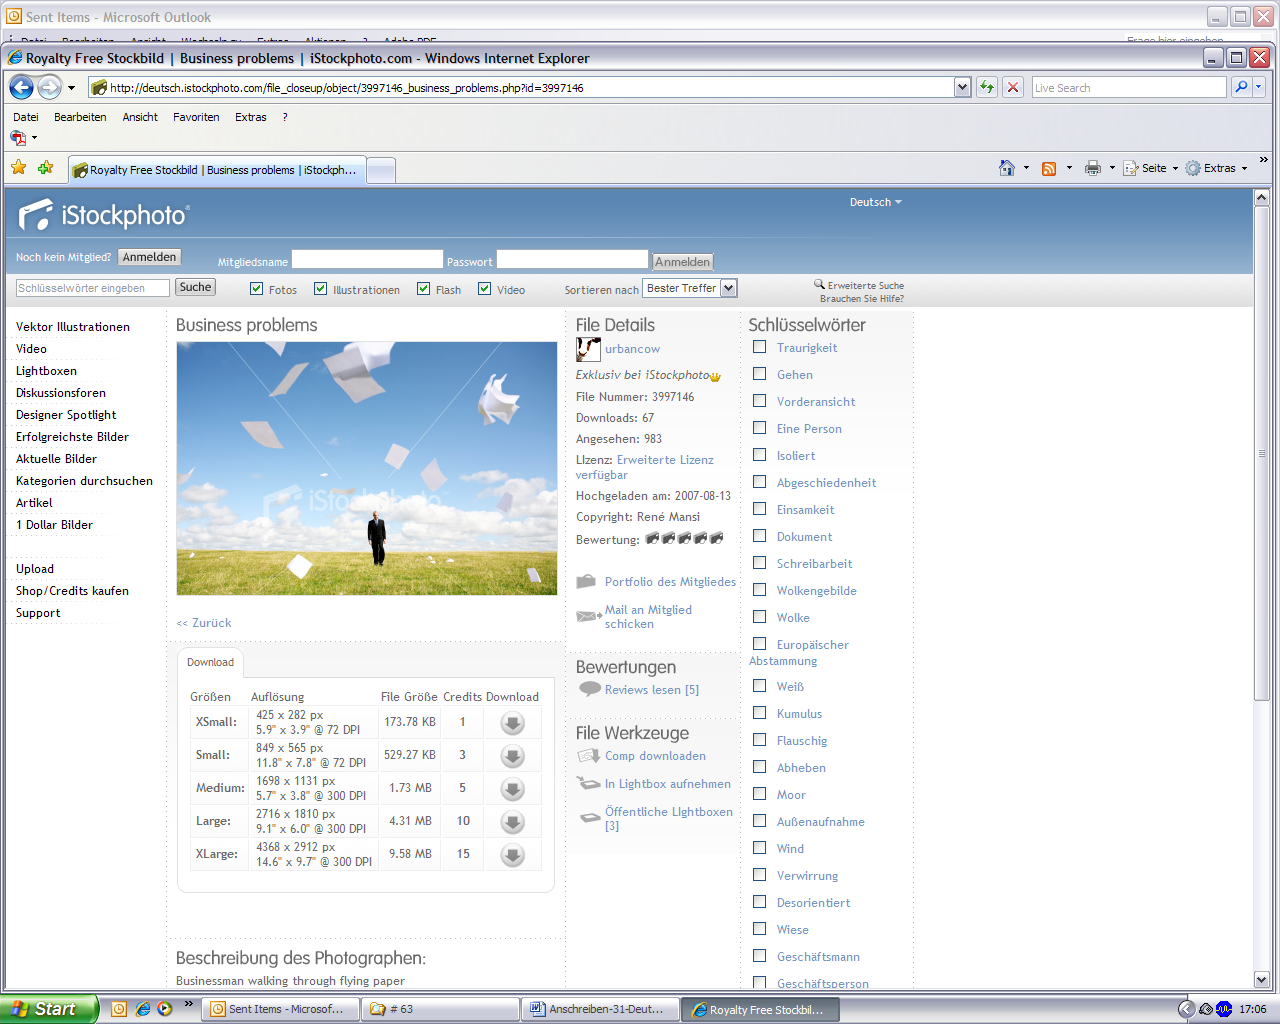 Sent Items - Microsoft Outlook
Datei Bearbeiten Ansicht Wechseln zu Extras Aktionen ? Adobe PDF
Frage hier eingeben
Royalty Free Stockbild | Business problems | iStockphoto.com - Windows Internet Explorer
http://deutsch.istockphoto.com/file_closeup/object/3997146_business_problems.php?id=3997146
Live Search
Datei Bearbeiten Ansicht Favoriten Extras ?
Royalty Free Stockbild | Business problems | iStockph...
Seite Extras
iStockphoto®
Deutsch
Noch kein Mitglied? Anmelden Mitgliedsname Passwort Anmelden
Schlüsselwörter eingeben Suche Fotos Illustrationen Flash Video Sortieren nach Bester Treffer
Erweiterte Suche
Brauchen Sie Hilfe?
Vektor Illustrationen
Video
Lightboxen
Diskussionsforen
Designer Spotlight
Erfolgreichste Bilder
Aktuelle Bilder
Kategorien durchsuchen
Artikel
1 Dollar Bilder
Upload
Shop/Credits kaufen
Support
Business problems
iStockphoto
<< Zurück
Download
Größen Auflösung File Größe Credits Download
XSmall: 425 x 282 px 173.78 KB 1
5.9" x 3.9" @ 72 DPI
Small: 849 x 565 px 529.27 KB 3
11.8" x 7.8" @ 72 DPI
Medium: 1698 x 1131 px 1.73 MB 5
5.7" x 3.8" @ 300 DPI
Large: 2716 x 1810 px 4.31 MB 10
9.1" x 6.0" @ 300 DPI
XLarge: 4368 x 2912 px 9.58 MB 15
14.6" x 9.7" @ 300 DPI
Beschreibung des Photographen:
Businessman walking through flying paper
File Details
urbancow
Exklusiv bei iStockphoto
File Nummer: 3997146
Downloads: 67
Angesehen: 983
LIzenz: Erweiterte Lizenz
verfügbar
Hochgeladen am: 2007-08-13
Copyright: René Mansi
Bewertung:
Portfolio des Mitgliedes
Mail an Mitglied
schicken
Bewertungen
Reviews lesen [5]
File Werkzeuge
Comp downloaden
In Lightbox aufnehmen
Öffentliche LIghtboxen
[3]
Schlüsselwörter
Traurigkeit
Gehen
Vorderansicht
Eine Person
Isoliert
Abgeschiedenheit
Einsamkeit
Dokument
Schreibarbeit
Wolkengebilde
Wolke
Europäischer
Abstammung
Weiß
Kumulus
Flauschig
Abheben
Moor
Außenaufnahme
Wind
Verwirrung
Desorientiert
Wiese
Geschäftsmann
Geschäftsperson
Start Sent Items - Microsof... # 63 Anschreiben-31-Deut... Royalty Free Stockbil... 17:06